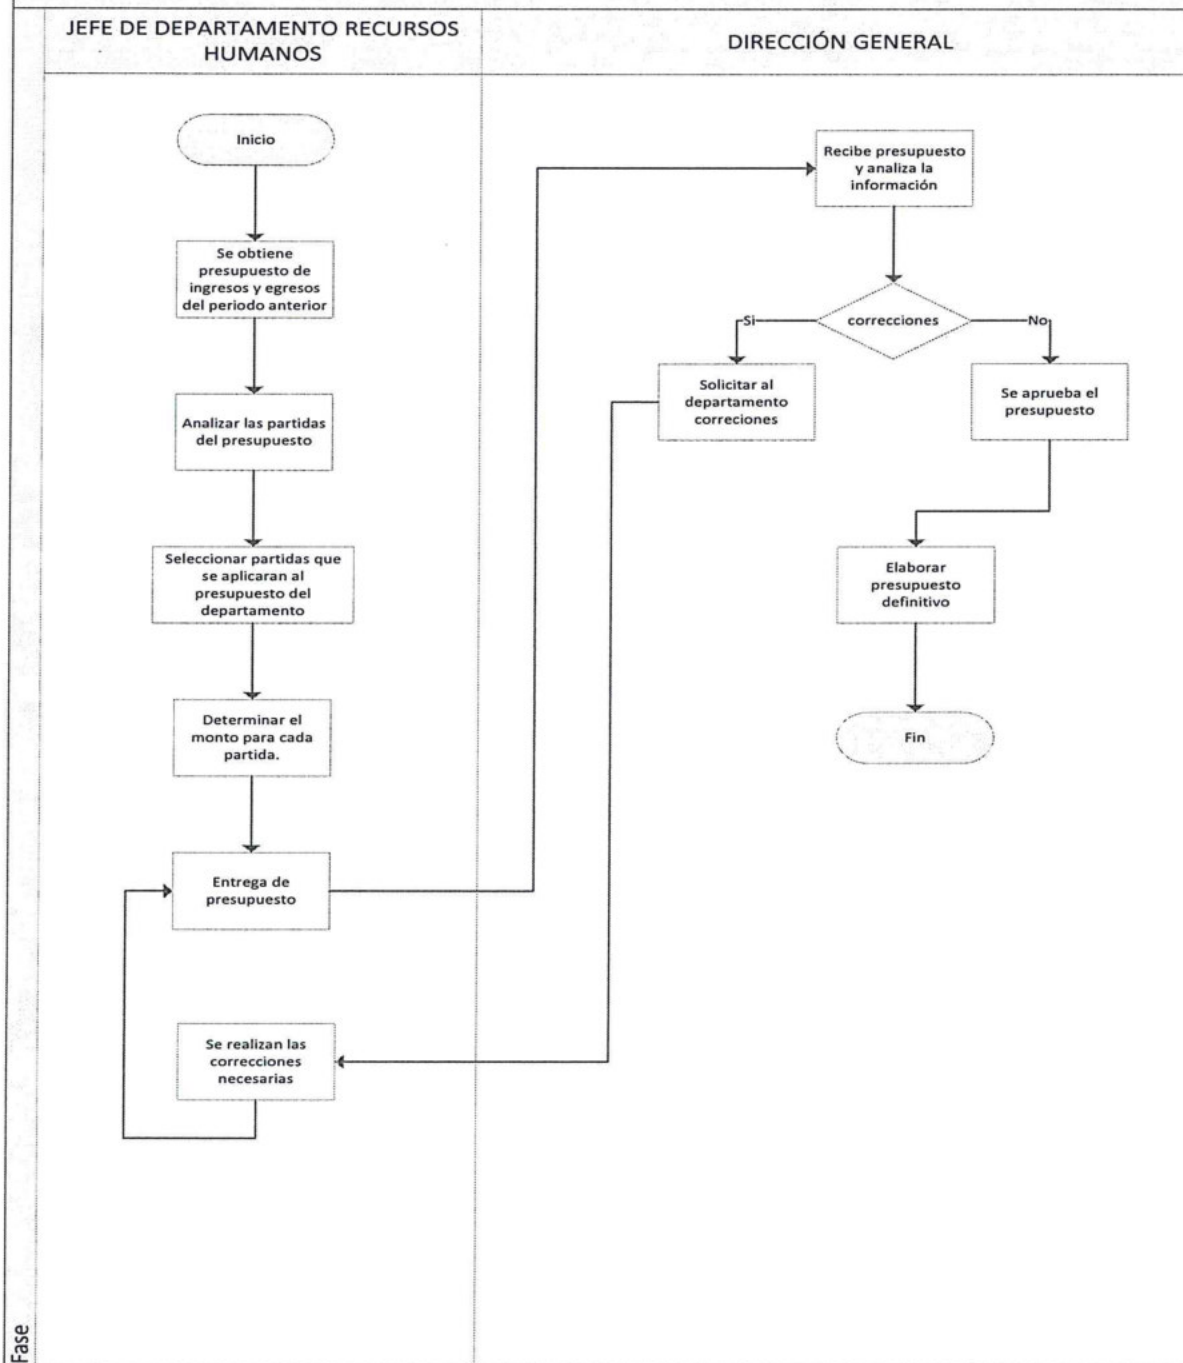 JEFE DE DEPARTAMENTO RECURSOS
HUMANOS
DIRECCIÓN GENERAL
Inicio
Se obtiene
presupuesto de
ingresos y egresos
del periodo anterior
Analizar las partidas
del presupuesto
Seleccionar partidas que
se aplicaran al
presupuesto del
departamento
Determinar el
monto para cada
partida.
Entrega de
presupuesto
Se realizan las
correcciones
necesarias
Recibe presupuesto
y analiza la
información
correcciones
Si
No
Solicitar al
departamento
correciones
Se aprueba el
presupuesto
Elaborar
presupuesto
definitivo
Fin
Fase